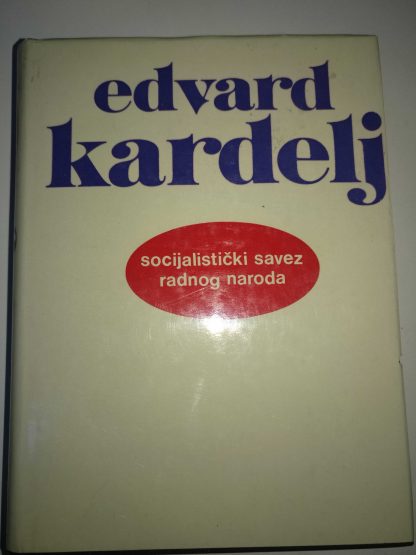 edvard
kardelj
socijalistički savez
radnog naroda